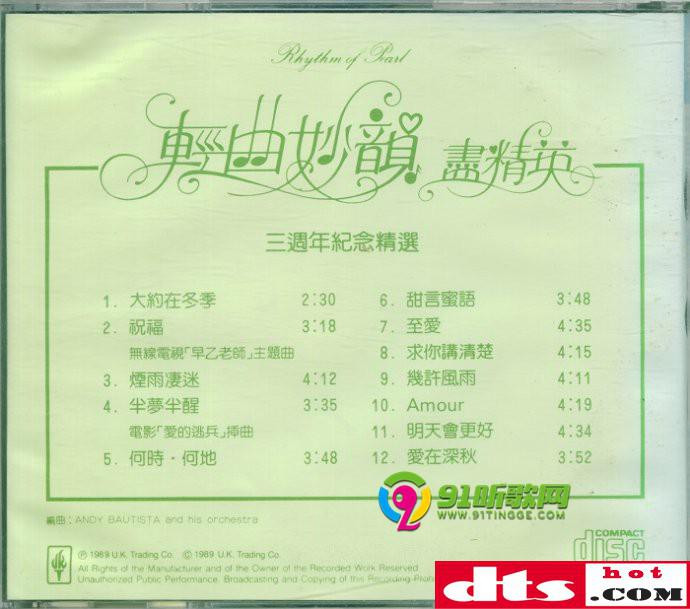 Rhythm of Pearl
輕曲妙韻 盡精英
三週年紀念精選
1. 大約在冬季 2:30
2. 祝福 3:18
無線電視「早乙老師」主題曲
3. 煙雨凄迷 4:12
4. 半夢半醒 3:35
電影「愛的逃兵」挿曲
5. 何時·何地 3:48
6. 甜言蜜語 3:48
7. 至愛 4:35
8. 求你講清楚 4:15
9. 幾許風雨 4:11
10. Amour 4:19
11. 明天會更好 4:34
12. 愛在深秋 3:52
編曲:ANDY BAUTISTA and his orchestra
91听歌网
WWW.91TINGGE.COM
Ⓟ 1989 U.K. Trading Co. © 1989 U.K. Trading Co.
All Rights of the Manufacturer and of the Owner of the Recorded Work Reserved
Unauthorized Public Performance, Broadcasting and Copying of this Recording
COMPACT
disc
dts
hot
.COM